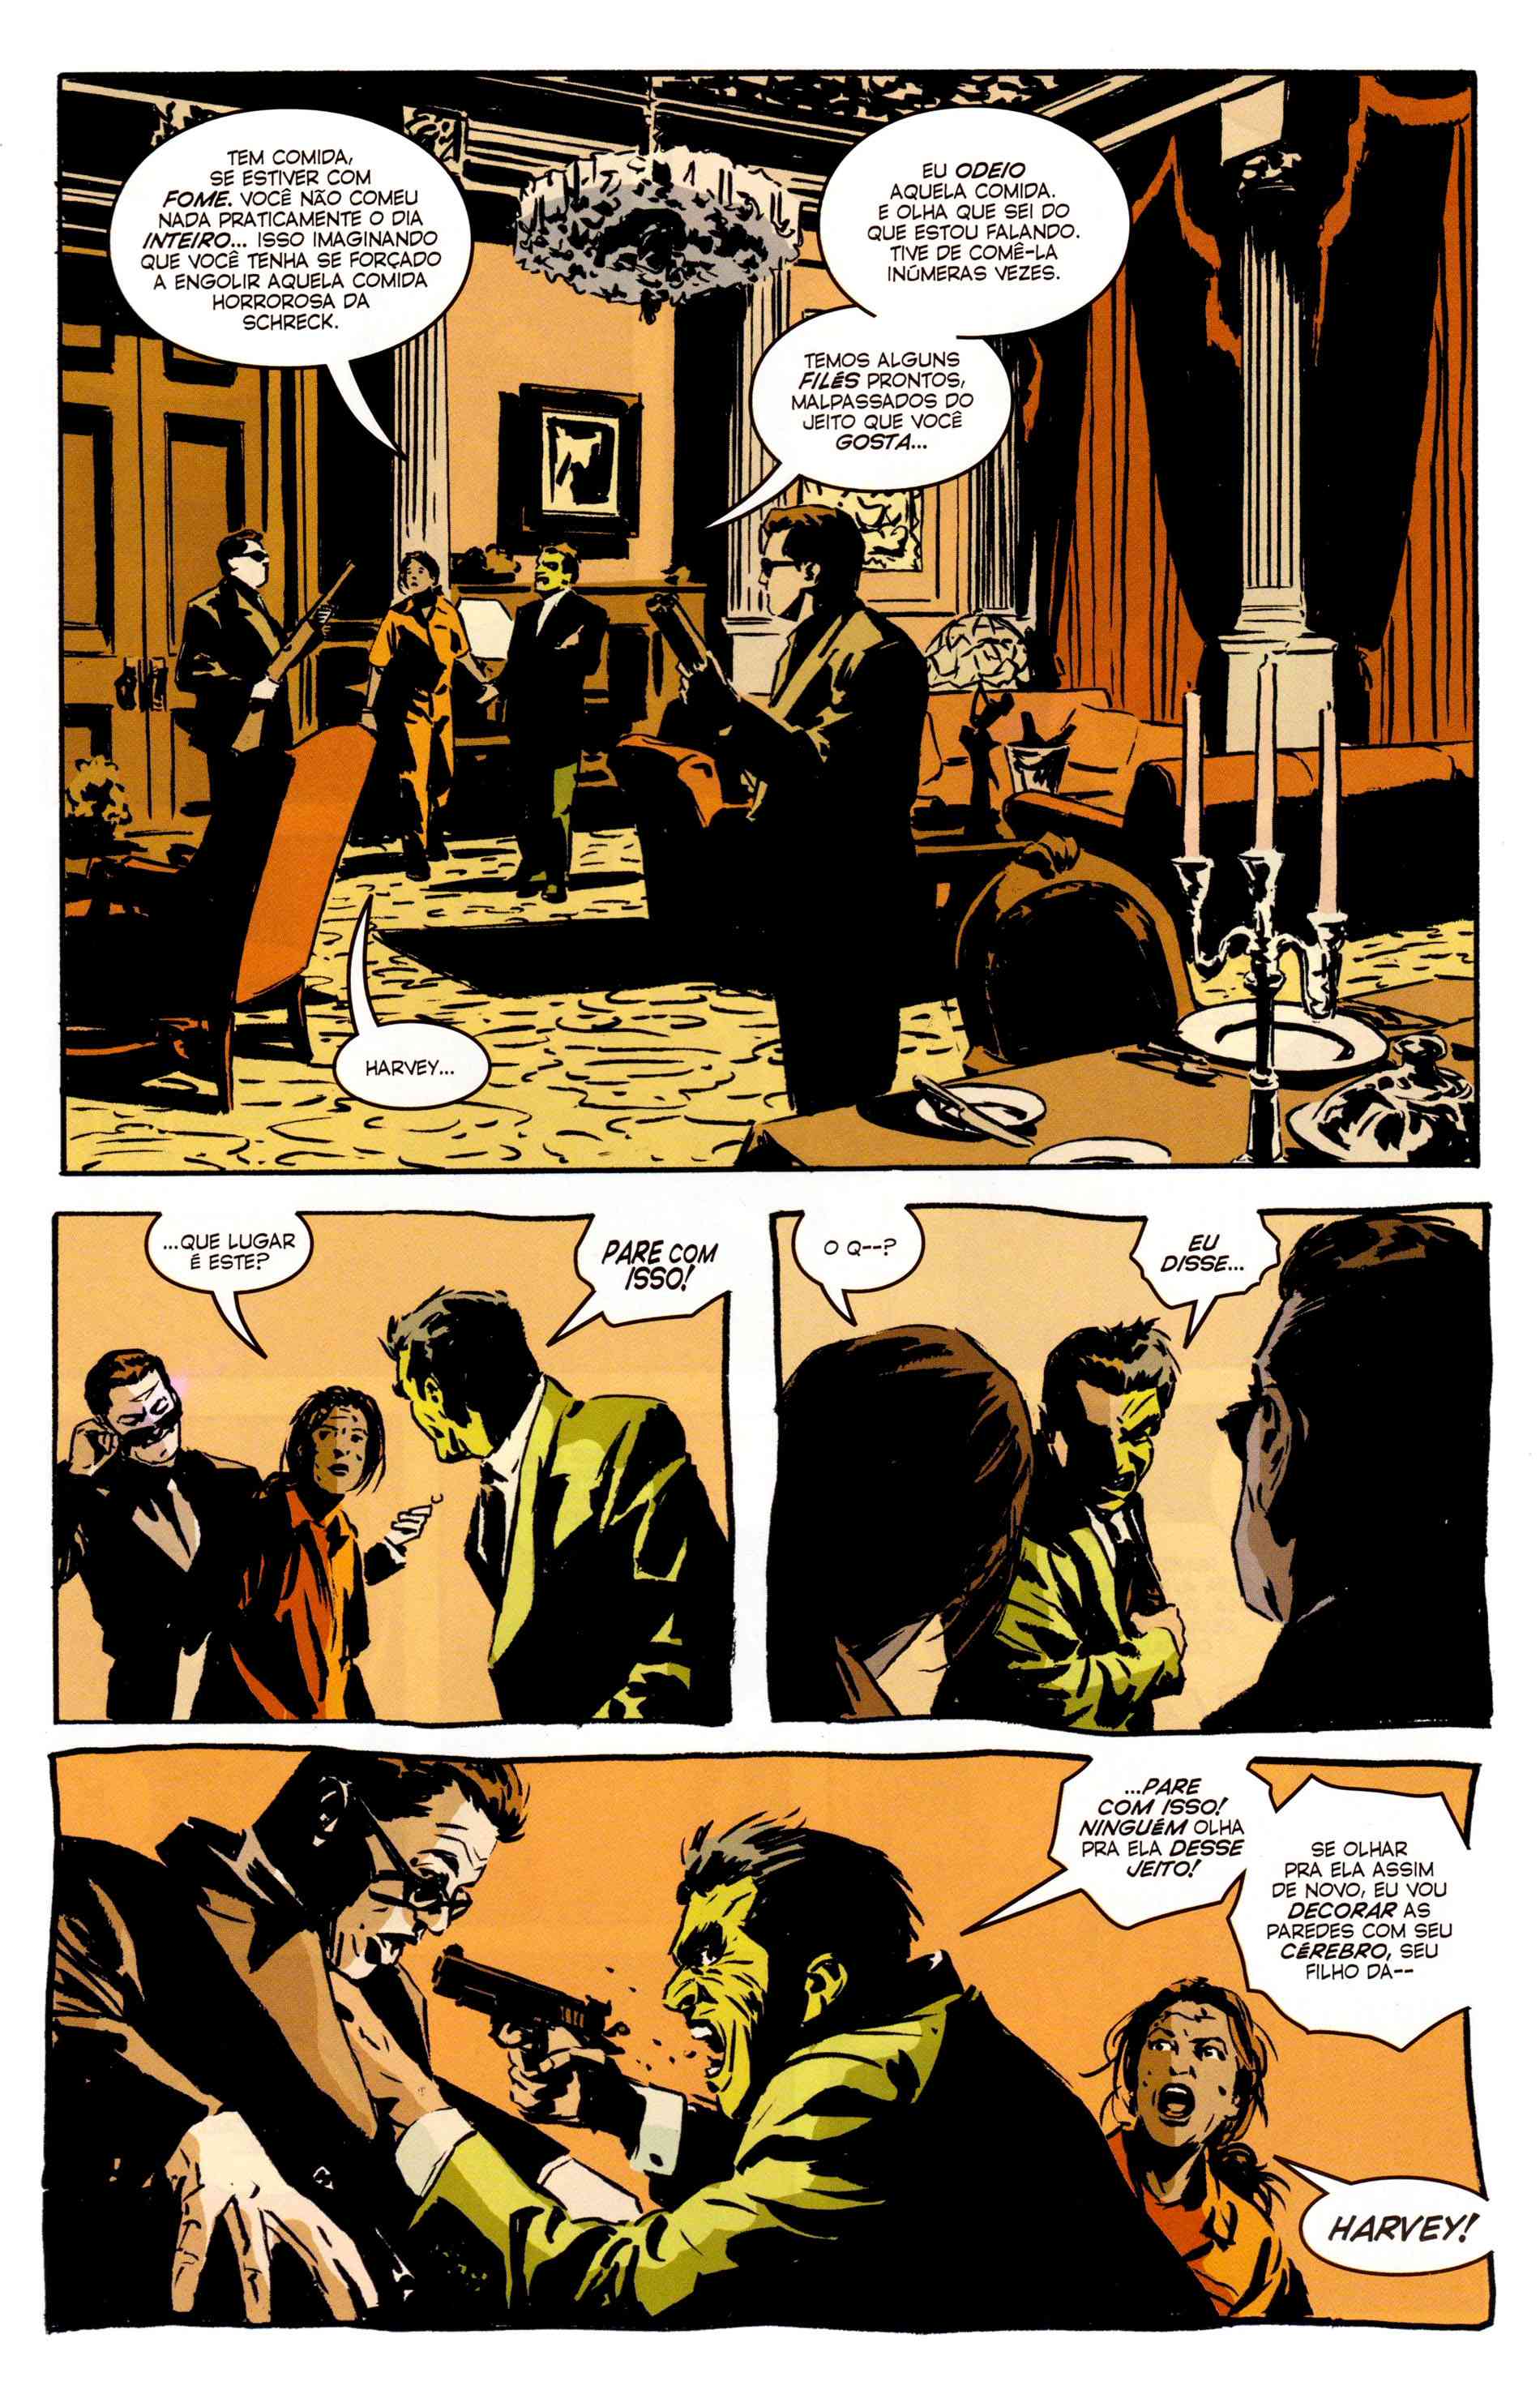 TEM COMIDA,
SE ESTIVER COM
FOME. VOCÊ NÃO COMEU
NADA PRATICAMENTE O DIA
INTEIRO... ISSO IMAGINANDO
QUE VOCÊ TENHA SE FORÇADO
A ENGOLIR AQUELA COMIDA
HORROROSA DA
SCHRECK.
EU ODEIO
AQUELA COMIDA.
E OLHA QUE SEI DO
QUE ESTOU FALANDO.
TIVE DE COMÊ-LA
INÚMERAS VEZES.
TEMOS ALGUNS
FILÉS PRONTOS,
MALPASSADOS DO
JEITO QUE VOCÊ
GOSTA...
HARVEY...
...QUE LUGAR
É ESTE?
PARE COM
ISSO!
O Q--?
EU
DISSE...
...PARE
COM ISSO!
NINGUÉM OLHA
PRA ELA DESSE
JEITO!
SE OLHAR
PRA ELA ASSIM
DE NOVO, EU VOU
DECORAR AS
PAREDES COM SEU
CÉREBRO, SEU
FILHO DA--
HARVEY!